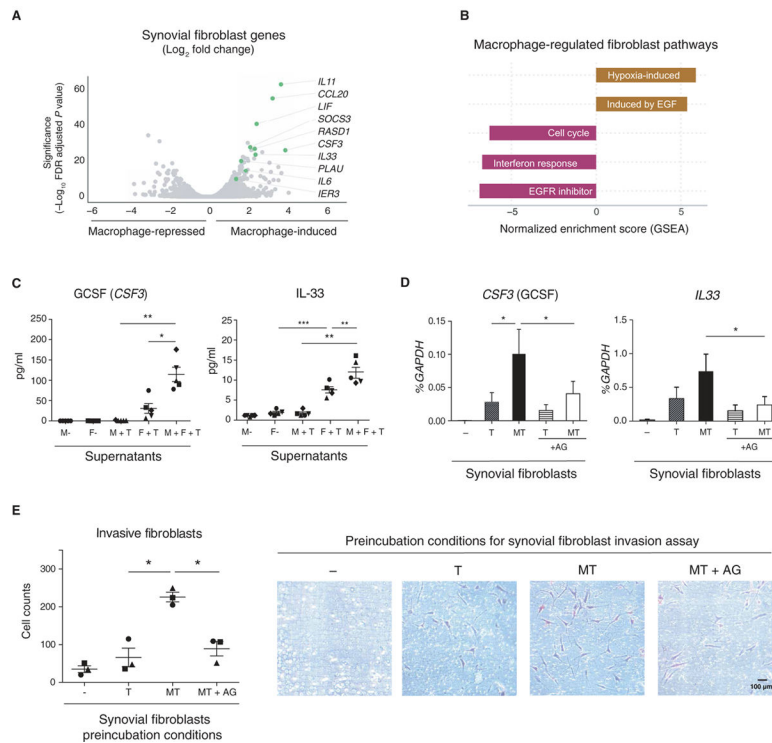 A
Synovial fibroblast genes
(Log2 fold change)
Significance
(–Log10 FDR adjusted P value)
60
40
20
0
IL11
CCL20
LIF
SOCS3
RASD1
CSF3
IL33
PLAU
IL6
IER3
−6 −4 −2 0 2 4 6
Macrophage-repressed Macrophage-induced
B
Macrophage-regulated fibroblast pathways
Hypoxia-induced
Induced by EGF
Cell cycle
Interferon response
EGFR inhibitor
−5 0 5
Normalized enrichment score (GSEA)
C
GCSF (CSF3)
pg/ml
250
200
150
100
50
0
** 
*
M- F- M + T F + T M + F + T
Supernatants
IL-33
pg/ml
25
20
15
10
5
0
*** **
**
M- F- M + T F + T M + F + T
Supernatants
D
CSF3 (GCSF)
%GAPDH
0.15
0.10
0.05
0.00
* *
– T MT T MT
+AG
Synovial fibroblasts
IL33
%GAPDH
1.5
1.0
0.5
0.0
*
– T MT T MT
+AG
Synovial fibroblasts
E
Invasive fibroblasts
Cell counts
300
200
100
0
* *
- T MT MT + AG
Synovial fibroblasts
preincubation conditions
Preincubation conditions for synovial fibroblast invasion assay
– T MT MT + AG
100 µm